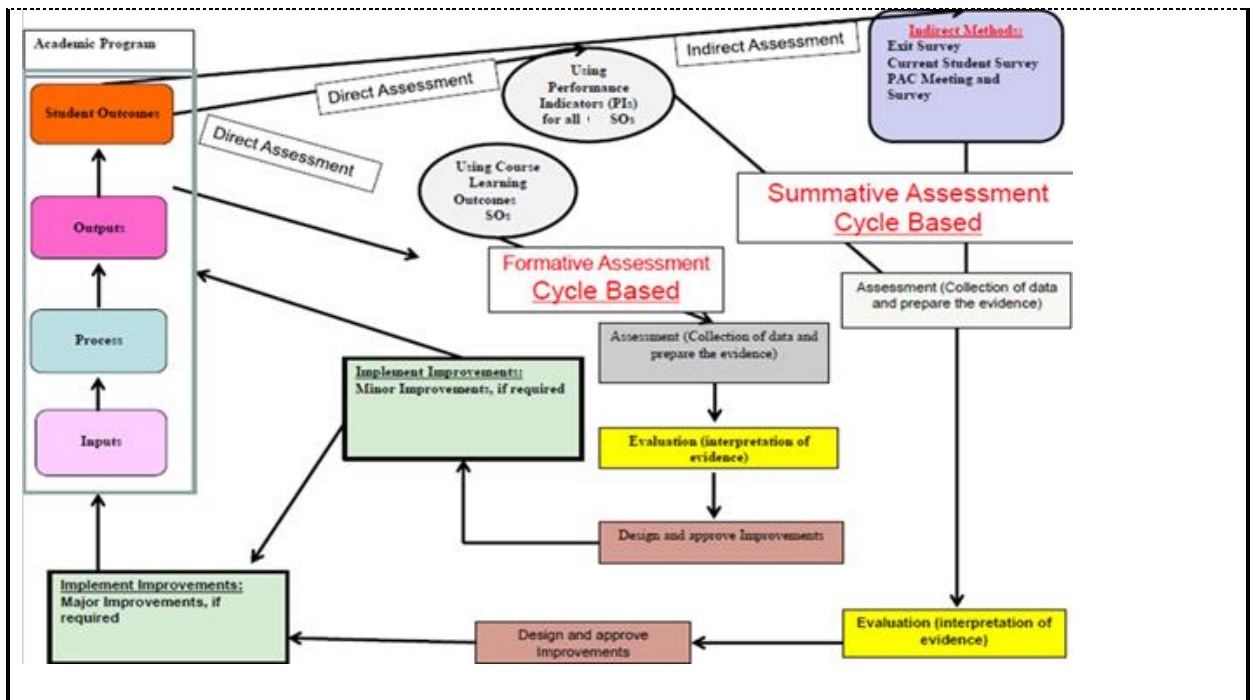 Academic Program
Student Outcomes
Outputs
Process
Inputs
Direct Assessment
Direct Assessment
Indirect Assessment
Using
Performance
Indicators (PIs)
for all SOs
Using Course
Learning
Outcomes
SOs
Indirect Methods:
Exit Survey
Current Student Survey
PAC Meeting and
Survey
Summative Assessment
Cycle Based
Formative Assessment
Cycle Based
Assessment (Collection of data
and prepare the evidence)
Assessment (Collection of data and
prepare the evidence)
Implement Improvements:
Minor Improvements, if required
Evaluation (interpretation of
evidence)
Design and approve Improvements
Implement Improvements:
Major Improvements, if
required
Design and approve
Improvements
Evaluation (interpretation of
evidence)